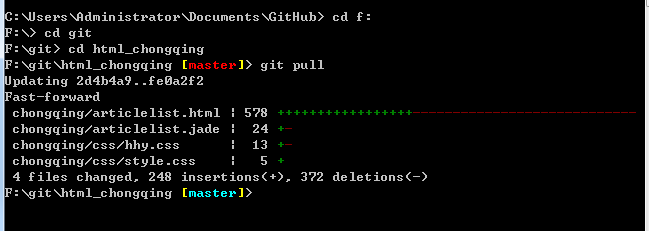 C:\Users\Administrator\Documents\GitHub> cd f:
F:\> cd git
F:\git> cd html_chongqing
F:\git\html_chongqing [master]> git pull
Updating 2d4b4a9..fe0a2f2
Fast-forward
 chongqing/articlelist.html | 578 +++++++++++++++++-----------------------------
 chongqing/articlelist.jade |  24 +-
 chongqing/css/hhy.css      |  13 +-
 chongqing/css/style.css    |   5 +
 4 files changed, 248 insertions(+), 372 deletions(-)
F:\git\html_chongqing [master]>